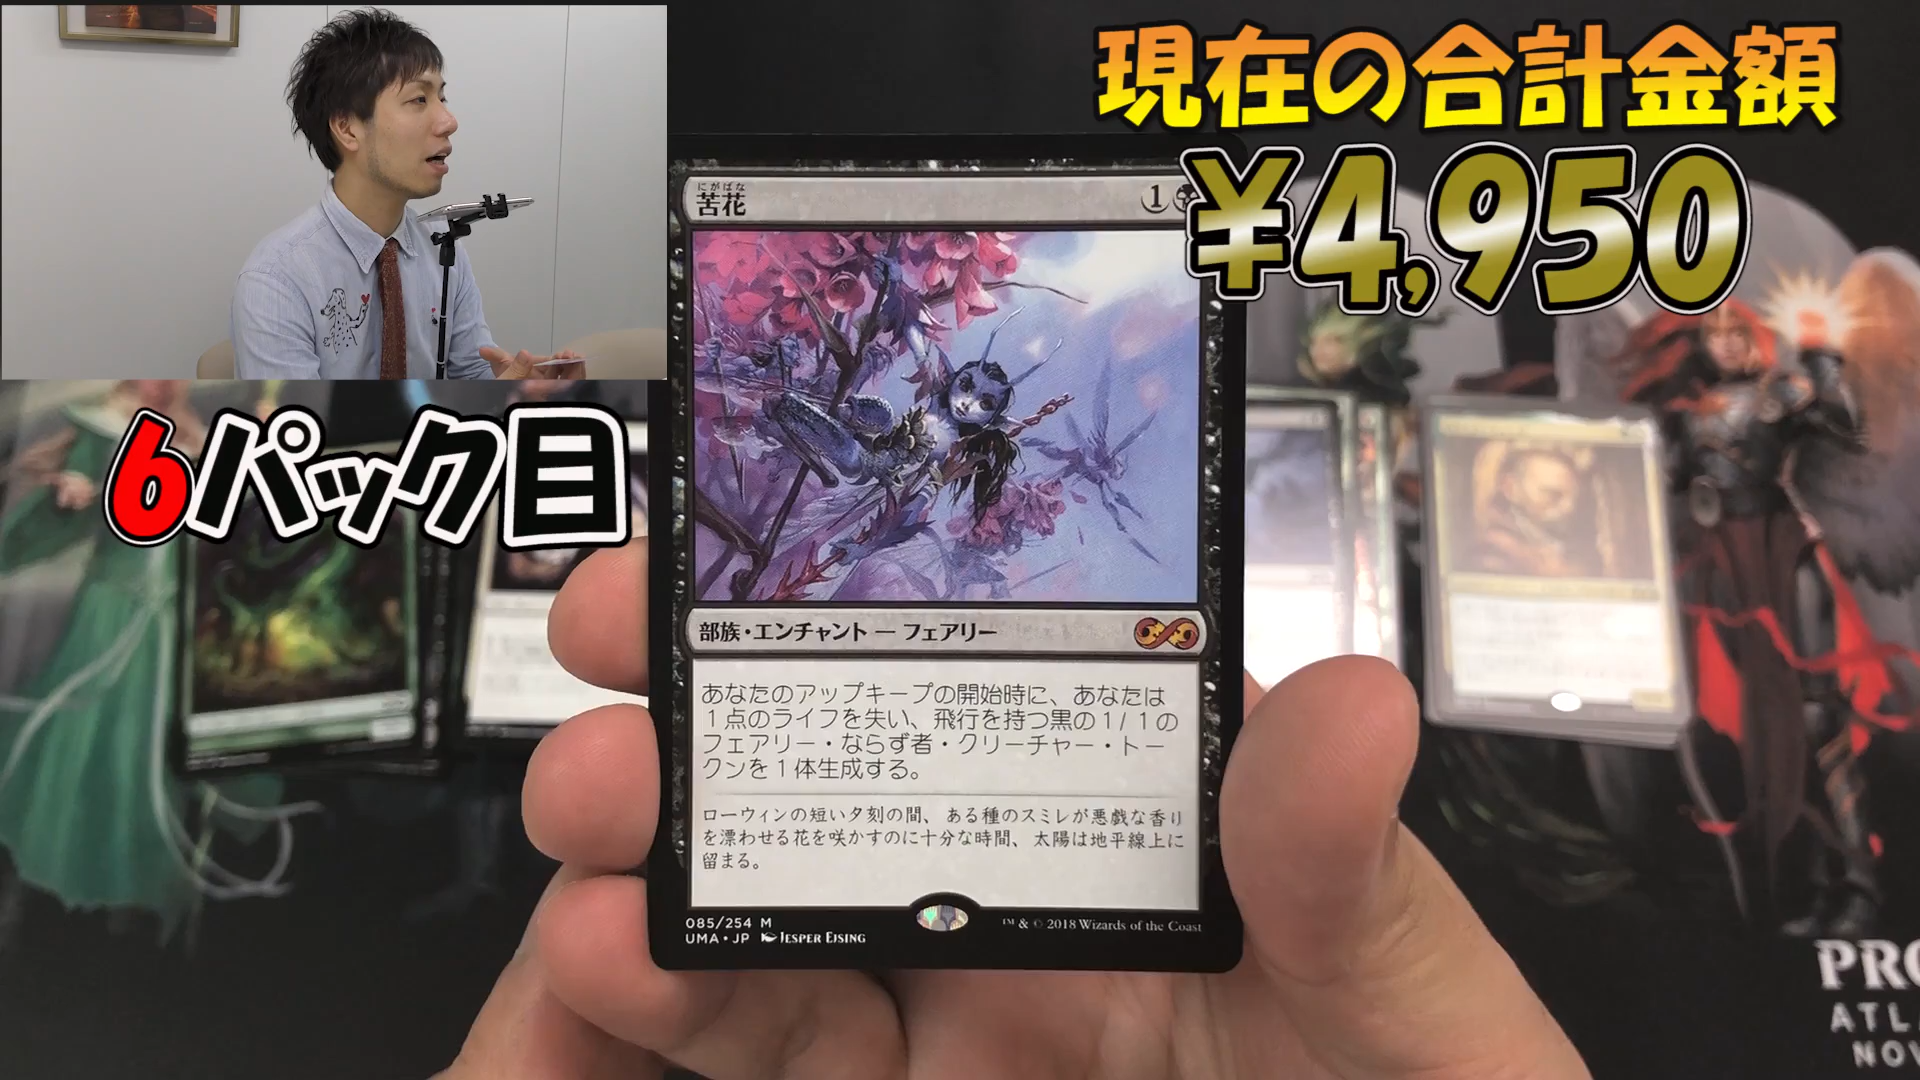 現在の合計金額
¥4,950
6パック目
にがばな
苦花
1
部族・エンチャント — フェアリー
あなたのアップキープの開始時に、あなたは
1点のライフを失い、飛行を持つ黒の1/1の
フェアリー・ならず者・クリーチャー・トー
クンを1体生成する。
ローウィンの短い夕刻の間、ある種のスミレが悪戯な香り
を漂わせる花を咲かすのに十分な時間、太陽は地平線上に
留まる。
085/254 M
UMA • JP Jesper Ejsing
™ & © 2018 Wizards of the Coast
PRO
ATL
NOV